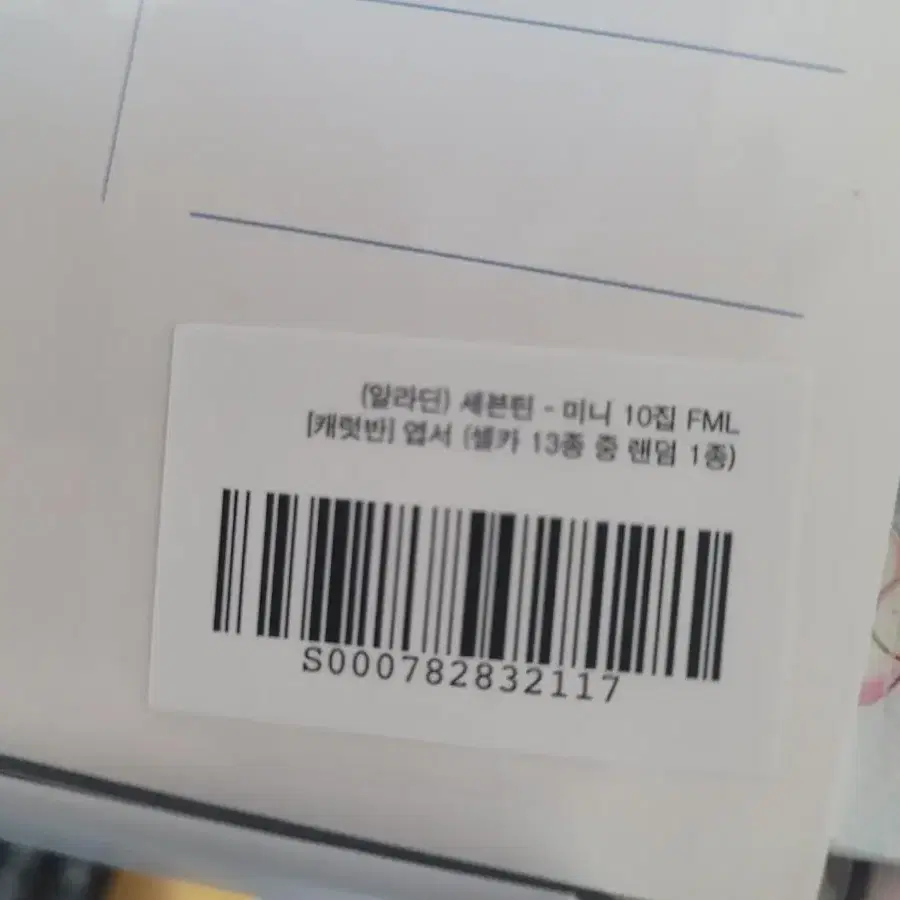 (알라딘) 세븐틴 - 미니 10집 FML
[캐럿반] 엽서 (셀카 13종 중 랜덤 1종)
S000782832117